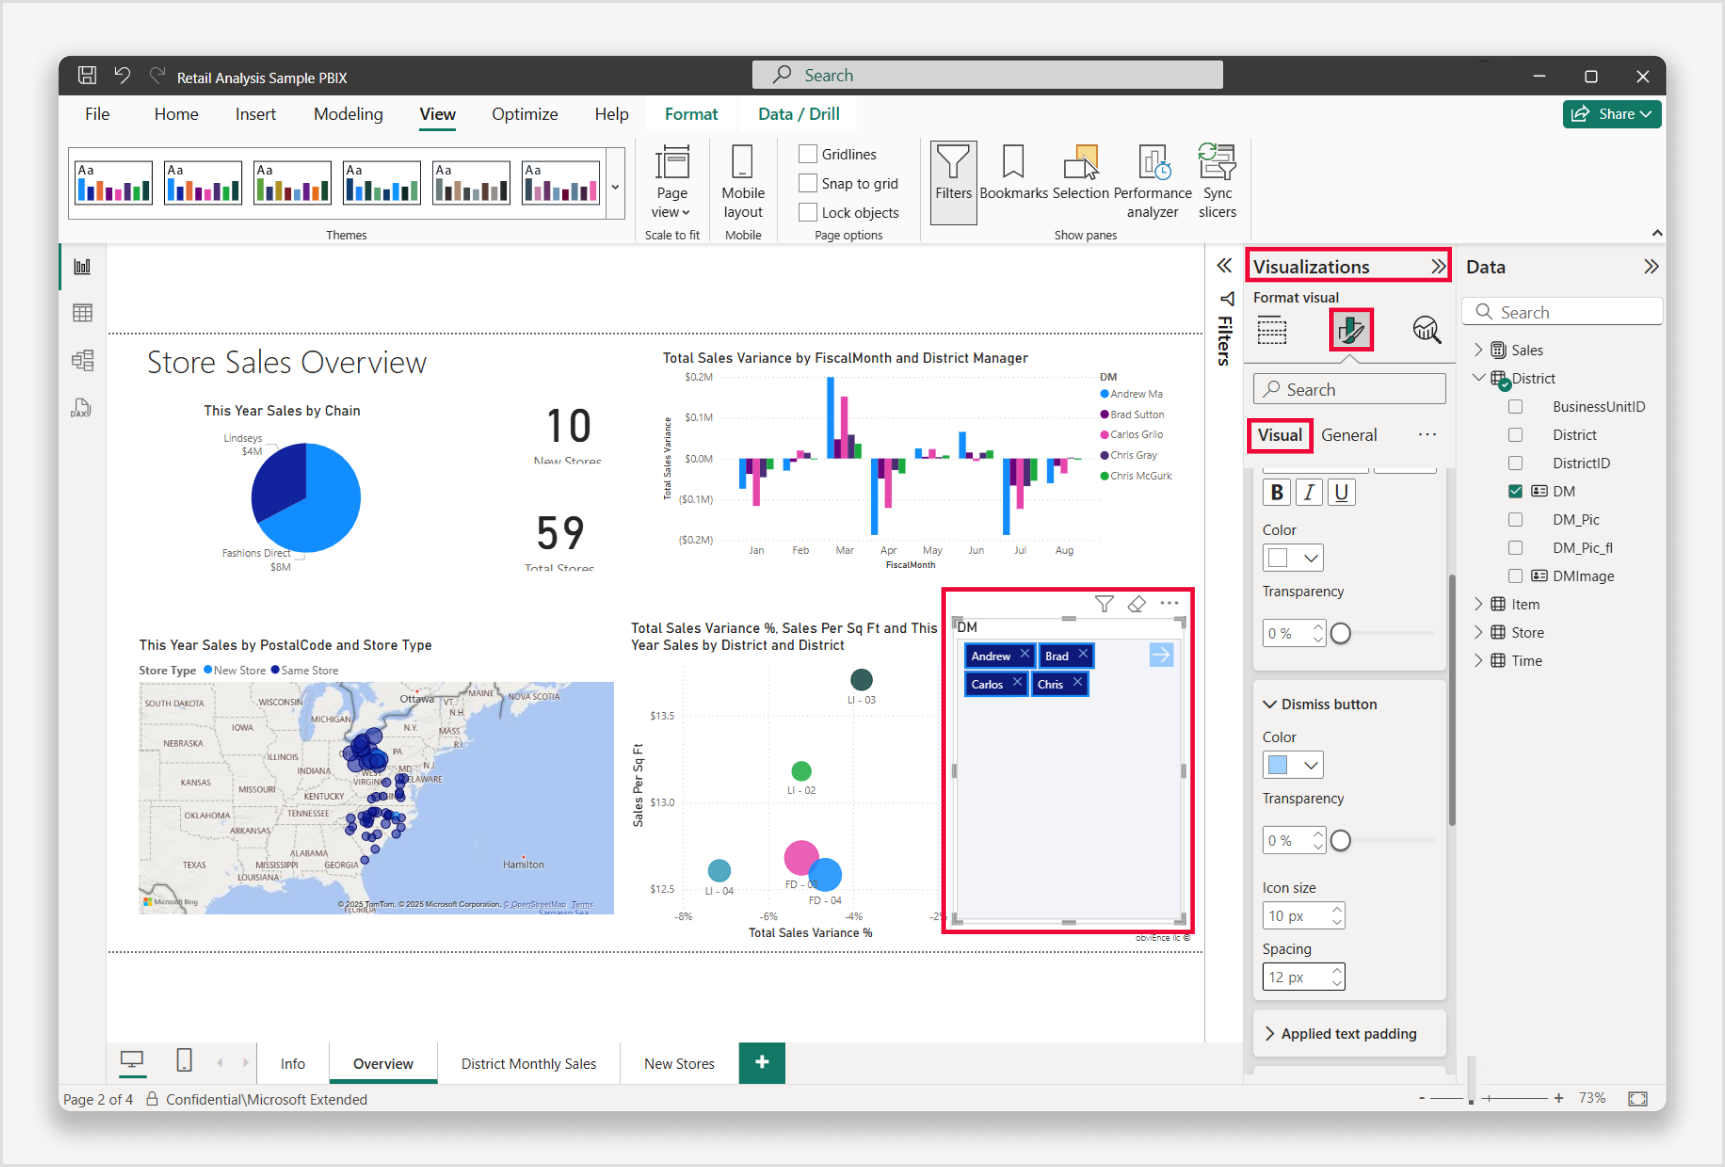 Retail Analysis Sample PBIX
Search
File
Home
Insert
Modeling
View
Optimize
Help
Format
Data / Drill
Share
Aa
Aa
Aa
Aa
Aa
Aa
Themes
Page
view
Scale to fit
Mobile
layout
Mobile
Gridlines
Snap to grid
Lock objects
Page options
Filters
Bookmarks
Selection
Performance
analyzer
Sync
slicers
Show panes
DAX
Store Sales Overview
This Year Sales by Chain
Lindseys
$4M
Fashions Direct
$8M
10
New Stores
59
Total Stores
Total Sales Variance by FiscalMonth and District Manager
Total Sales Variance
$0.2M
$0.1M
$0.0M
($0.1M)
($0.2M)
Jan
Feb
Mar
Apr
May
Jun
Jul
Aug
FiscalMonth
DM
Andrew Ma
Brad Sutton
Carlos Grilo
Chris Gray
Chris McGurk
This Year Sales by PostalCode and Store Type
Store Type
New Store
Same Store
SOUTH DAKOTA
WISCONSIN
Ottawa
MAINE
NOVA SCOTIA
VT.
N.H.
MICHIGAN
IOWA
N.Y.
MASS
R.I.
NEBRASKA
ILLINOIS
INDIANA
PA
MD
N.J.
DELAWARE
WEST
VIRGINIA
KANSAS
MISSOURI
KENTUCKY
OKLAHOMA
TENNESSEE
ARKANSAS
ALABAMA
TEXAS
MISSISSIPPI
GEORGIA
LOUISIANA
Hamilton
Microsoft Bing
© 2025 TomTom, © 2025 Microsoft Corporation, © OpenStreetMap Terms
FLORIDA
Sargasso Sea
Total Sales Variance %, Sales Per Sq Ft and This
Year Sales by District and District
Sales Per Sq Ft
$13.5
$13.0
$12.5
LI - 03
LI - 02
LI - 04
FD - 03
FD - 04
-8%
-6%
-4%
-2%
Total Sales Variance %
DM
Andrew
Brad
Carlos
Chris
obviEnce llc ©
Filters
Visualizations
Format visual
Search
Visual
General
B
I
U
Color
Transparency
0 %
Dismiss button
Color
Transparency
0 %
Icon size
10 px
Spacing
12 px
Applied text padding
Data
Search
Sales
District
BusinessUnitID
District
DistrictID
DM
DM_Pic
DM_Pic_fl
DMImage
Item
Store
Time
Info
Overview
District Monthly Sales
New Stores
+
Page 2 of 4
Confidential\Microsoft Extended
-
+
73%